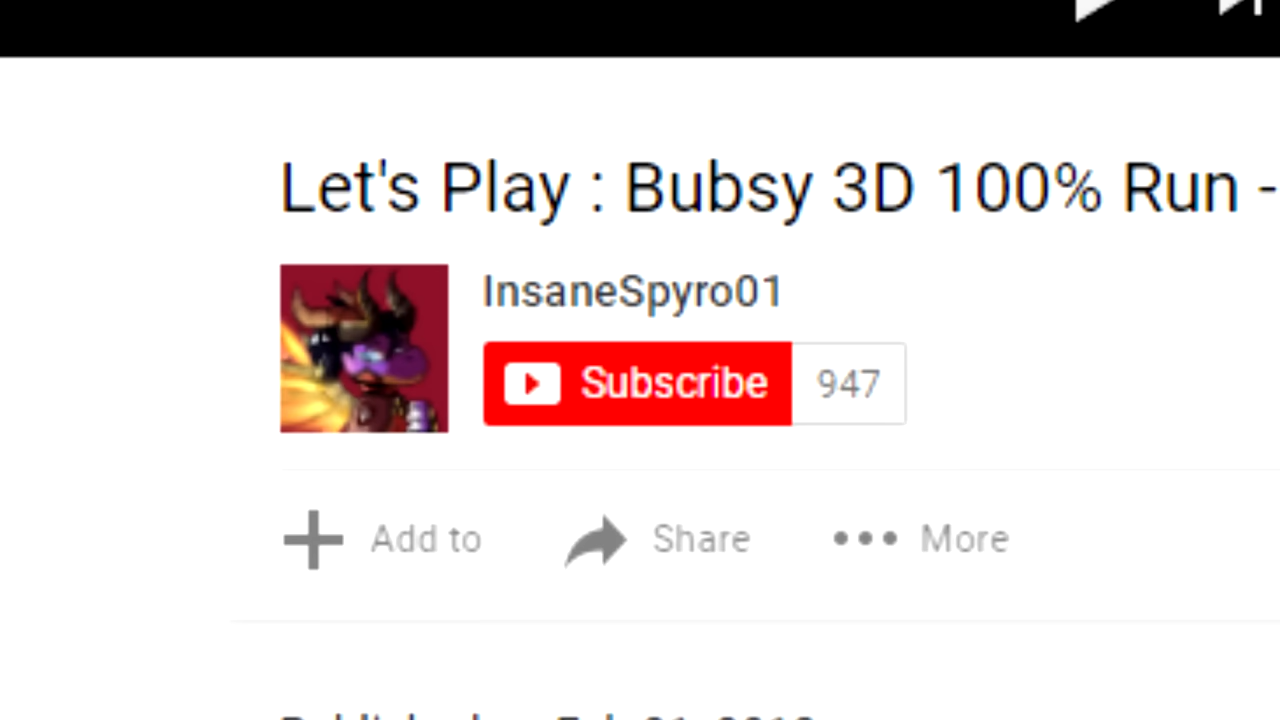 Let's Play : Bubsy 3D 100% Run -
InsaneSpyro01
Subscribe 947
Add to Share More